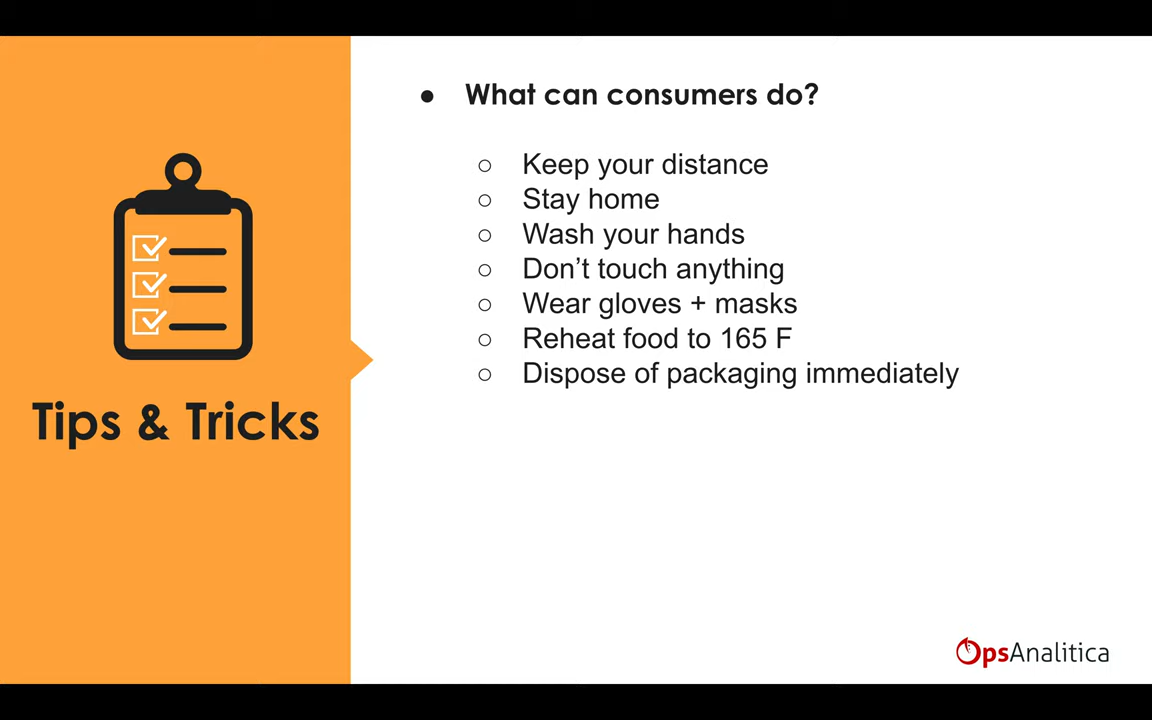 Tips & Tricks
● What can consumers do?
○ Keep your distance
○ Stay home
○ Wash your hands
○ Don’t touch anything
○ Wear gloves + masks
○ Reheat food to 165 F
○ Dispose of packaging immediately
OpsAnalitica